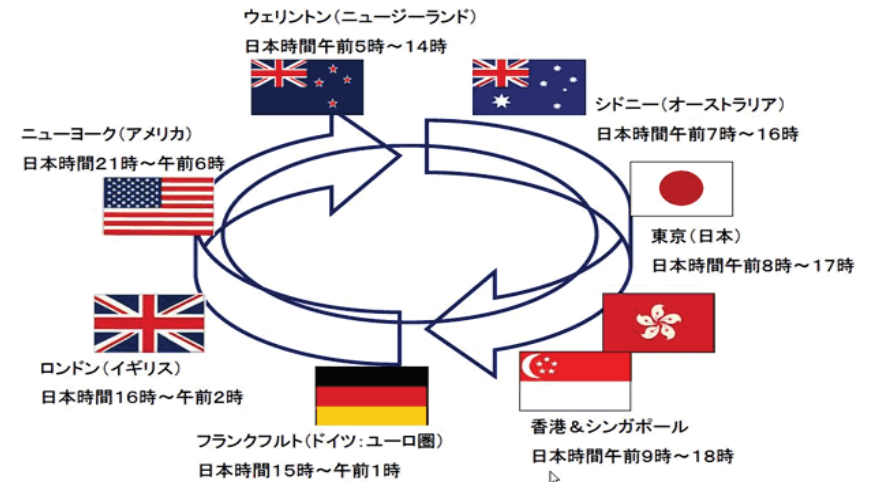 ウェリントン（ニュージーランド）
日本時間午前5時～14時
シドニー（オーストラリア）
日本時間午前7時～16時
ニューヨーク（アメリカ）
日本時間21時～午前6時
東京（日本）
日本時間午前8時～17時
ロンドン（イギリス）
日本時間16時～午前2時
香港＆シンガポール
日本時間午前9時～18時
フランクフルト（ドイツ：ユーロ圏）
日本時間15時～午前1時